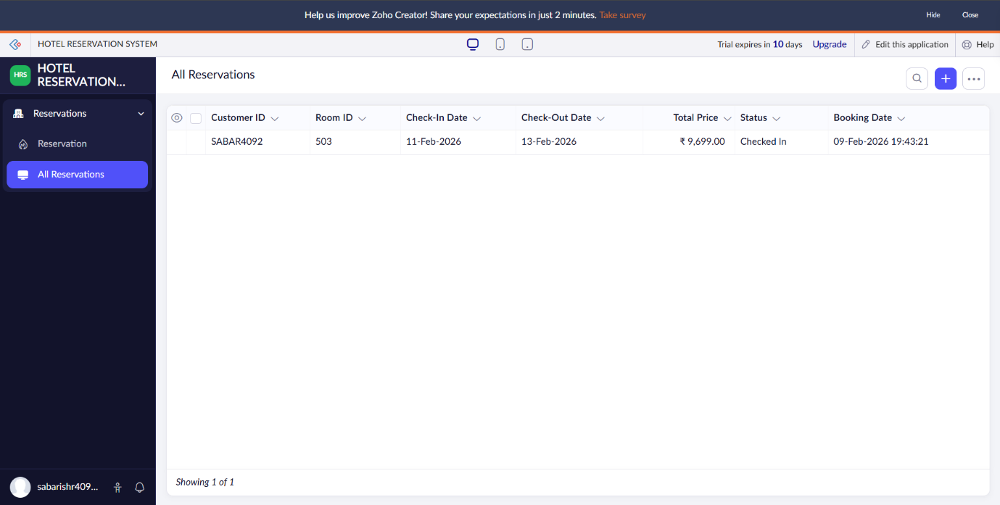 Help us improve Zoho Creator! Share your expectations in just 2 minutes. Take survey
Hide
Close
HOTEL RESERVATION SYSTEM
Trial expires in 10 days
Upgrade
Edit this application
Help
HRS
HOTEL
RESERVATION...
Reservations
Reservation
All Reservations
sabarishr409...
All Reservations
Customer ID Room ID Check-In Date Check-Out Date Total Price Status Booking Date
SABAR4092 503 11-Feb-2026 13-Feb-2026 ₹ 9,699.00 Checked In 09-Feb-2026 19:43:21
Showing 1 of 1